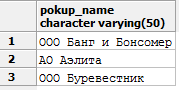 pokup_name
character varying(50)
1 ООО Банг и Бонсомер
2 АО Аэлита
3 ООО Буревестник